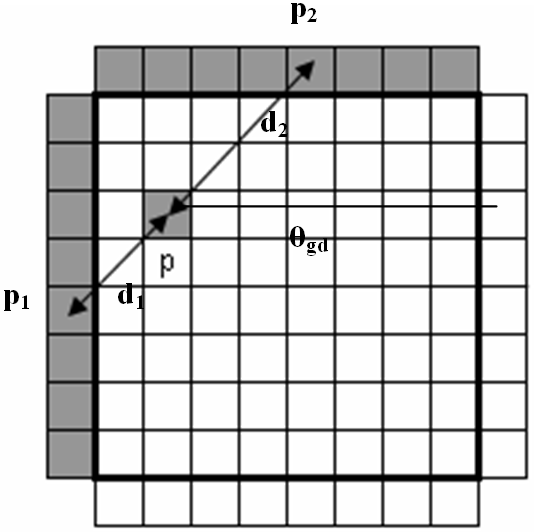 p₂
d₂
θgd
p
p₁
d₁